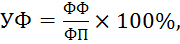 УФ = ФФ/ФП × 100%,